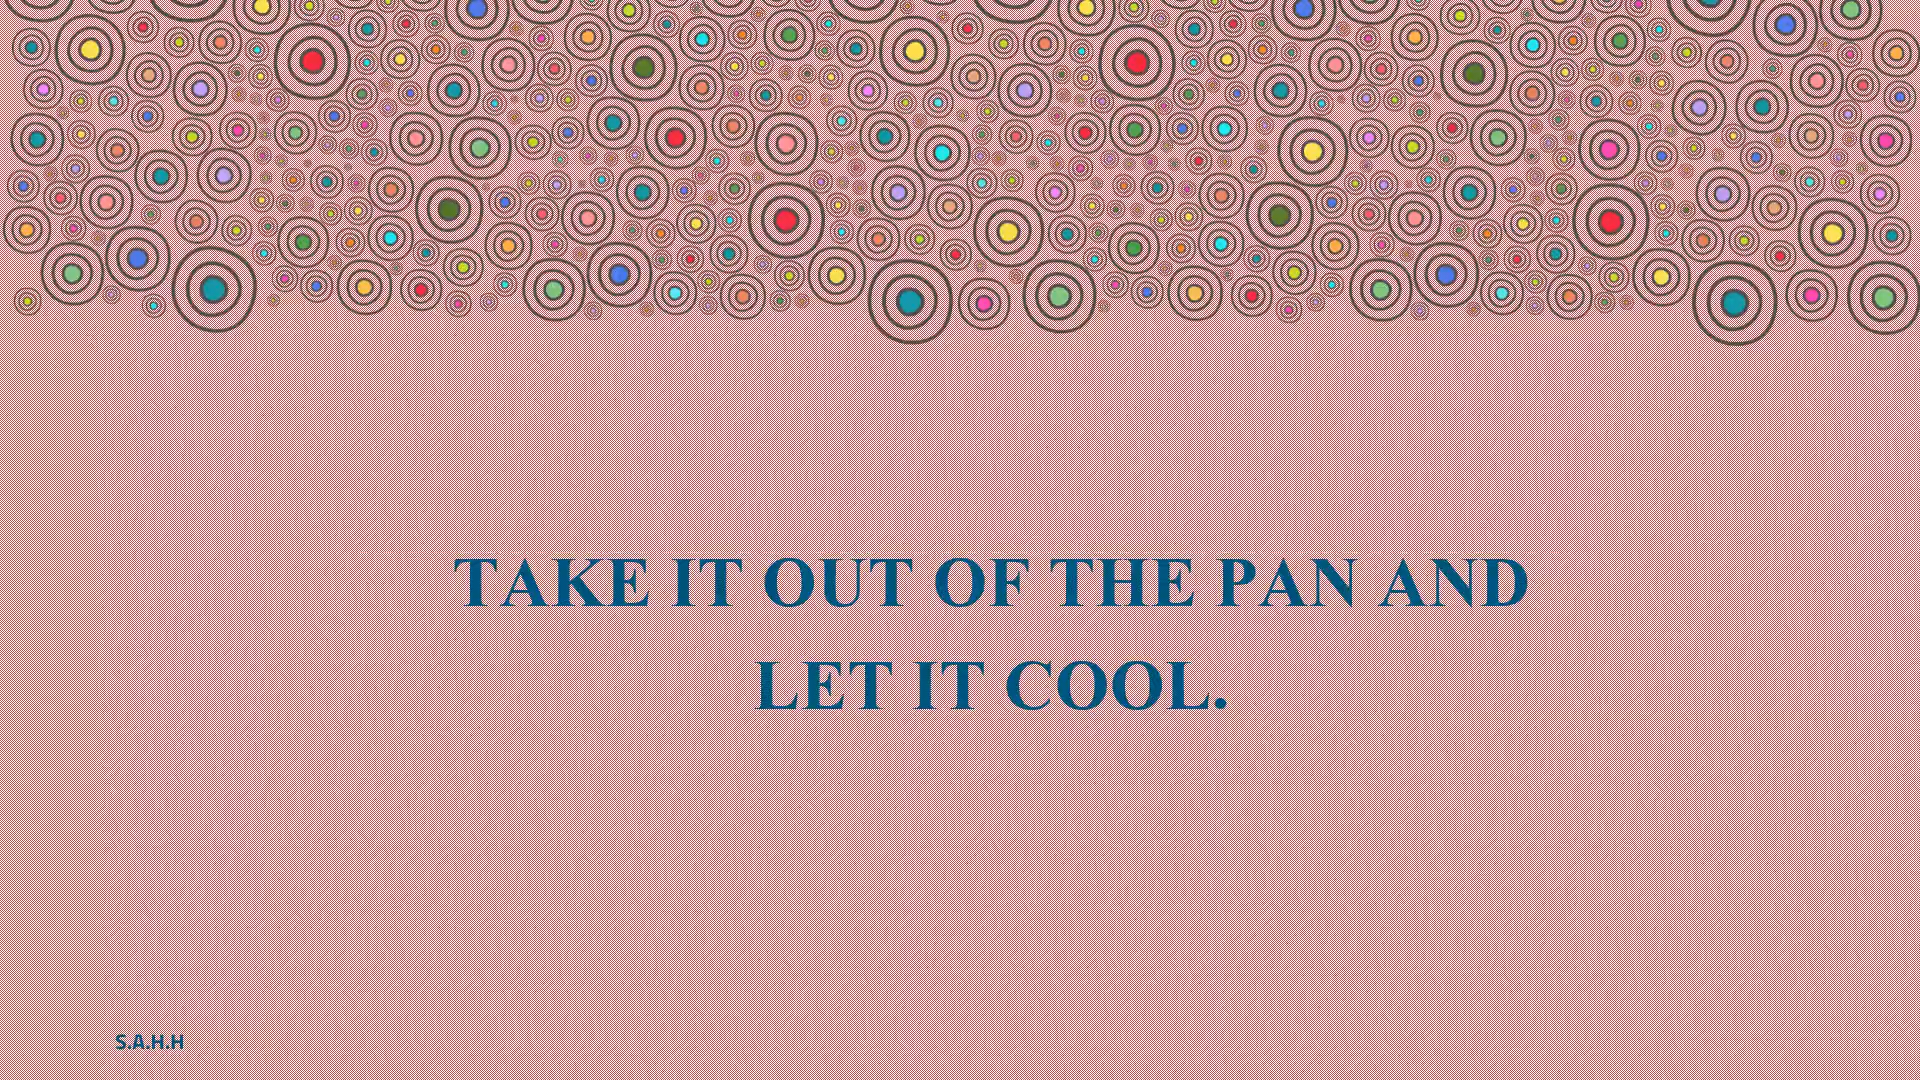 TAKE IT OUT OF THE PAN AND
LET IT COOL.
S.A.H.H